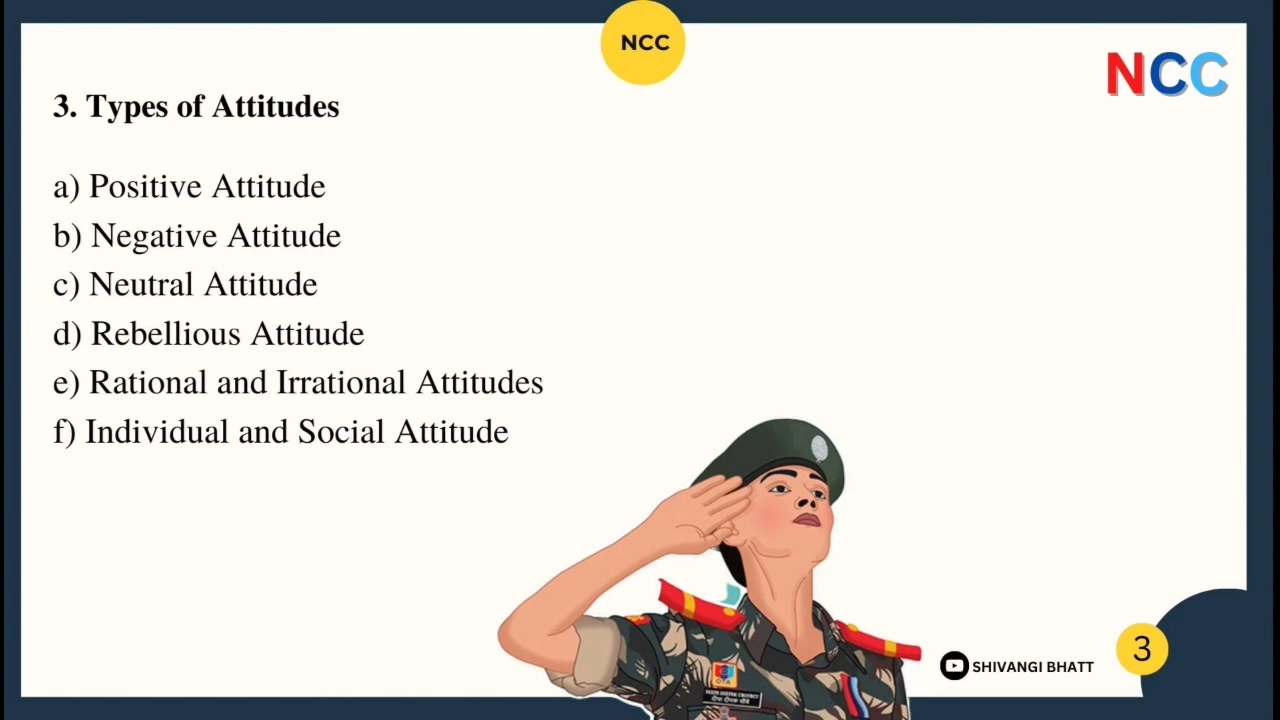 NCC
NCC
3. Types of Attitudes
a) Positive Attitude
b) Negative Attitude
c) Neutral Attitude
d) Rebellious Attitude
e) Rational and Irrational Attitudes
f) Individual and Social Attitude
OTA
SHIVANGI BHATT
3